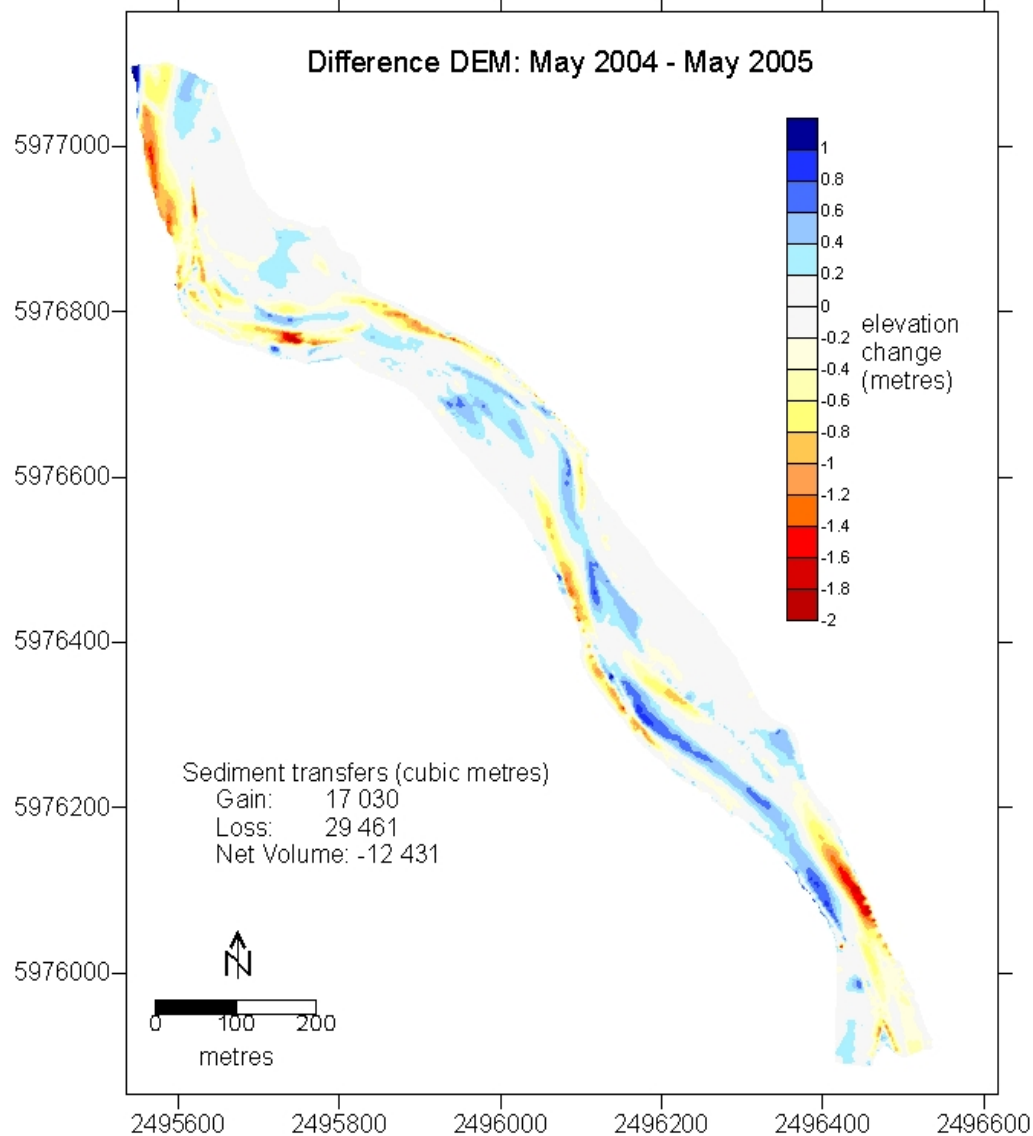 Difference DEM: May 2004 - May 2005
5977000
5976800
5976600
5976400
5976200
5976000
1
0.8
0.6
0.4
0.2
0
-0.2
-0.4
-0.6
-0.8
-1
-1.2
-1.4
-1.6
-1.8
-2
elevation
change
(metres)
Sediment transfers (cubic metres)
Gain: 17 030
Loss: 29 461
Net Volume: -12 431
N
0 100 200
metres
2495600 2495800 2496000 2496200 2496400 2496600